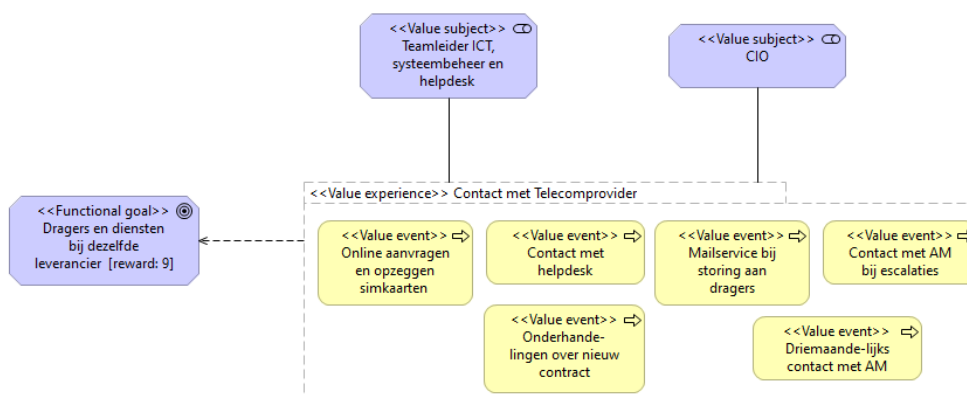 <<Value subject>>
Teamleider ICT,
systeembeheer en
helpdesk
<<Value subject>>
CIO
<<Value experience>> Contact met Telecomprovider
<<Functional goal>>
Dragers en diensten
bij dezelfde
leverancier [reward: 9]
<<Value event>>
Online aanvragen
en opzeggen
simkaarten
<<Value event>>
Contact met
helpdesk
<<Value event>>
Mailservice bij
storing aan
dragers
<<Value event>>
Contact met AM
bij escalaties
<<Value event>>
Onderhande-
lingen over nieuw
contract
<<Value event>>
Driemaande-lijks
contact met AM